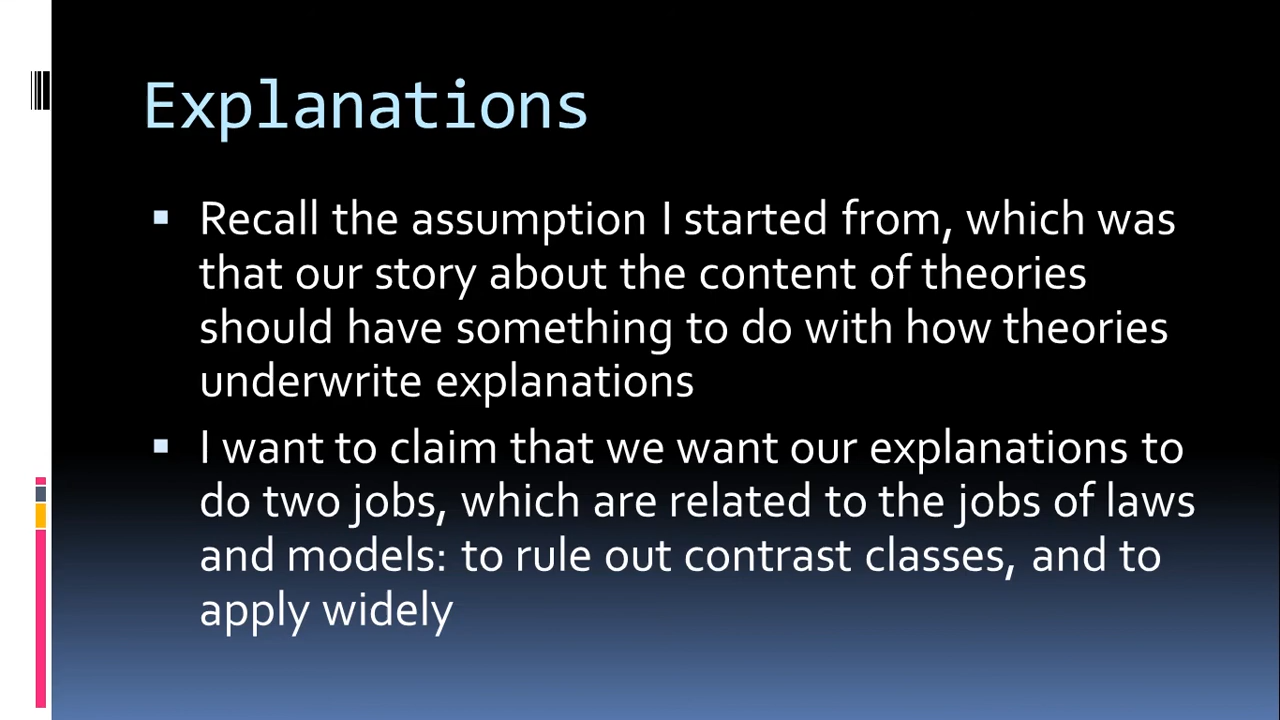 Explanations
▪ Recall the assumption I started from, which was
that our story about the content of theories
should have something to do with how theories
underwrite explanations
▪ I want to claim that we want our explanations to
do two jobs, which are related to the jobs of laws
and models: to rule out contrast classes, and to
apply widely